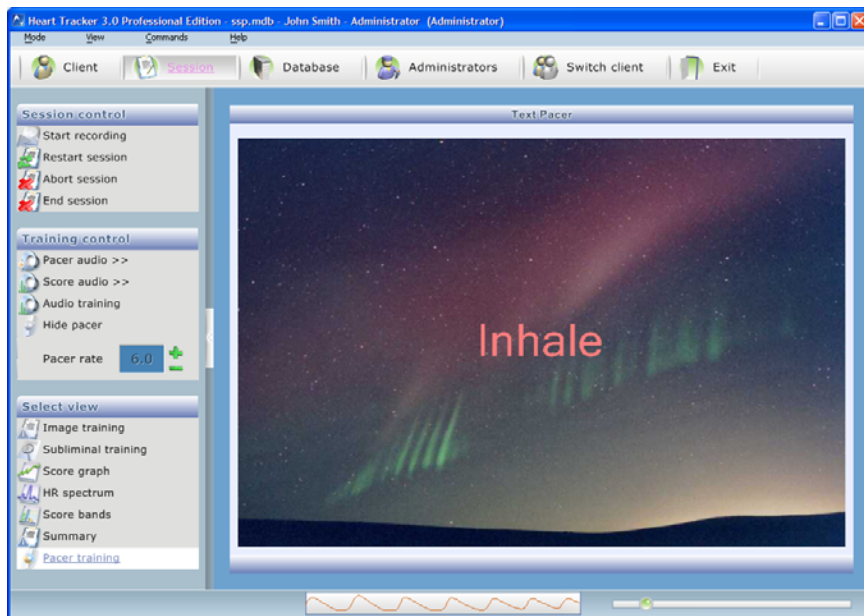 Heart Tracker 3.0 Professional Edition - ssp.mdb - John Smith - Administrator (Administrator)
Mode View Commands Help
Client Session Database Administrators Switch client Exit
Session control
Start recording
Restart session
Abort session
End session
Training control
Pacer audio >>
Score audio >>
Audio training
Hide pacer
Pacer rate 6.0
Select view
Image training
Subliminal training
Score graph
HR spectrum
Score bands
Summary
Pacer training
Text Pacer
Inhale